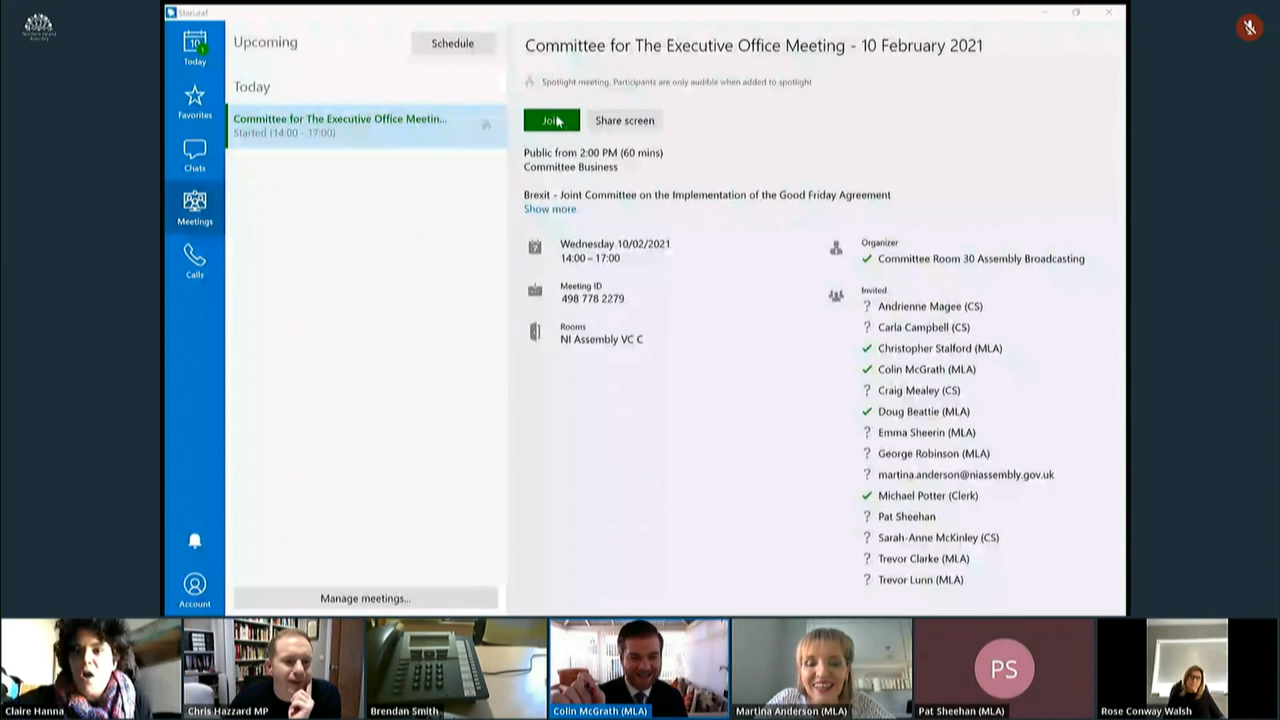 Northern Ireland
Assembly
StarLeaf
10
1
Today
Favorites
Chats
Meetings
Calls
Account
Upcoming
Schedule
Today
Committee for The Executive Office Meetin...
Started (14:00 - 17:00)
Manage meetings...
Committee for The Executive Office Meeting - 10 February 2021
Spotlight meeting. Participants are only audible when added to spotlight
Join
Share screen
Public from 2:00 PM (60 mins)
Committee Business
Brexit - Joint Committee on the Implementation of the Good Friday Agreement
Show more
Wednesday 10/02/2021
14:00 – 17:00
Meeting ID
498 778 2279
Rooms
NI Assembly VC C
Organizer
Committee Room 30 Assembly Broadcasting
Invited
? Andrienne Magee (CS)
? Carla Campbell (CS)
Christopher Stalford (MLA)
Colin McGrath (MLA)
? Craig Mealey (CS)
Doug Beattie (MLA)
? Emma Sheerin (MLA)
? George Robinson (MLA)
? martina.anderson@niassembly.gov.uk
Michael Potter (Clerk)
? Pat Sheehan
? Sarah-Anne McKinley (CS)
? Trevor Clarke (MLA)
? Trevor Lunn (MLA)
PS
Claire Hanna
Chris Hazzard MP
Brendan Smith
Colin McGrath (MLA)
Martina Anderson (MLA)
Pat Sheehan (MLA)
Rose Conway Walsh